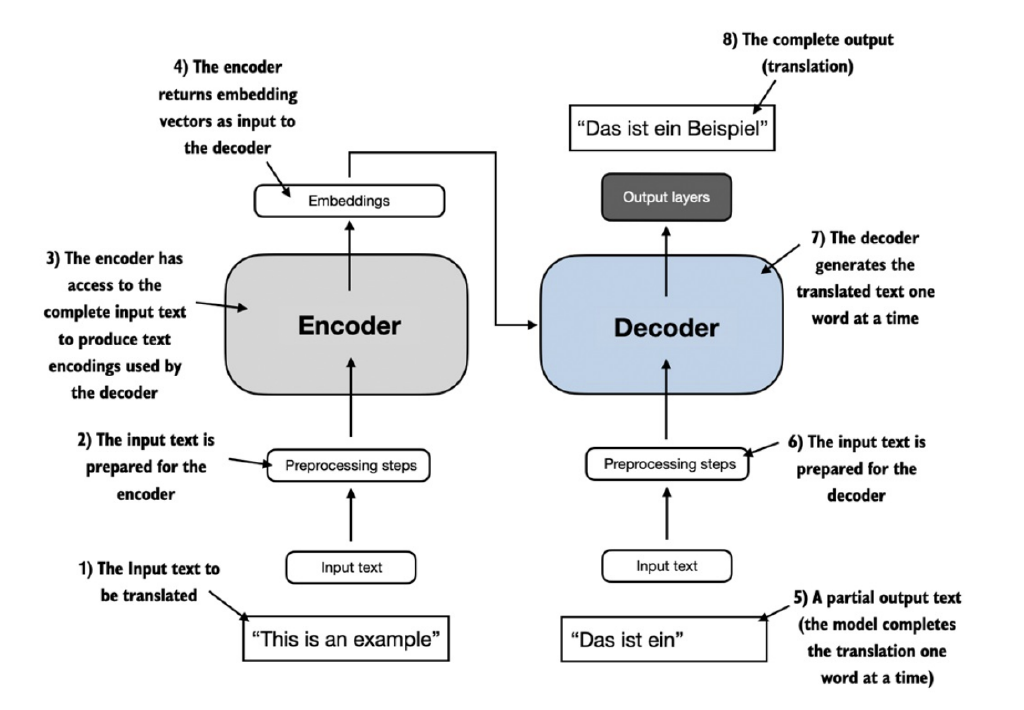 8) The complete output
(translation)
4) The encoder
returns embedding
vectors as input to
the decoder
“Das ist ein Beispiel”
Embeddings
Output layers
3) The encoder has
access to the
complete input text
to produce text
encodings used by
the decoder
Encoder
Decoder
7) The decoder
generates the
translated text one
word at a time
2) The input text is
prepared for the
encoder
Preprocessing steps
Preprocessing steps
6) The input text is
prepared for the
decoder
1) The Input text to
be translated
Input text
Input text
“This is an example”
“Das ist ein”
5) A partial output text
(the model completes
the translation one
word at a time)